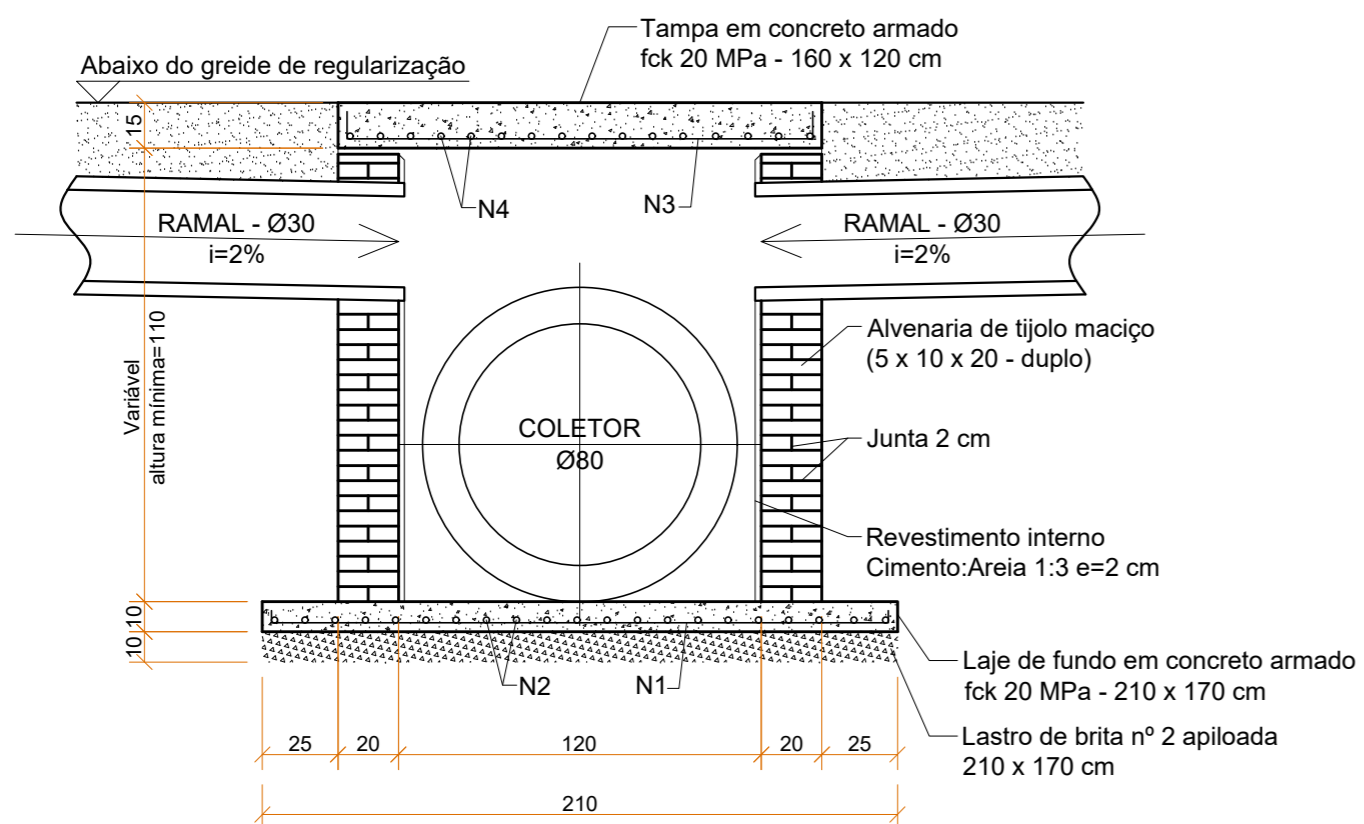 Tampa em concreto armado
fck 20 MPa - 160 x 120 cm
Abaixo do greide de regularização
15
N4
N3
RAMAL - Ø30
i=2%
RAMAL - Ø30
i=2%
Variável
altura mínima=110
Alvenaria de tijolo maciço
(5 x 10 x 20 - duplo)
COLETOR
Ø80
Junta 2 cm
Revestimento interno
Cimento:Areia 1:3 e=2 cm
10
10
N2
N1
Laje de fundo em concreto armado
fck 20 MPa - 210 x 170 cm
Lastro de brita nº 2 apiloada
210 x 170 cm
25
20
120
20
25
210